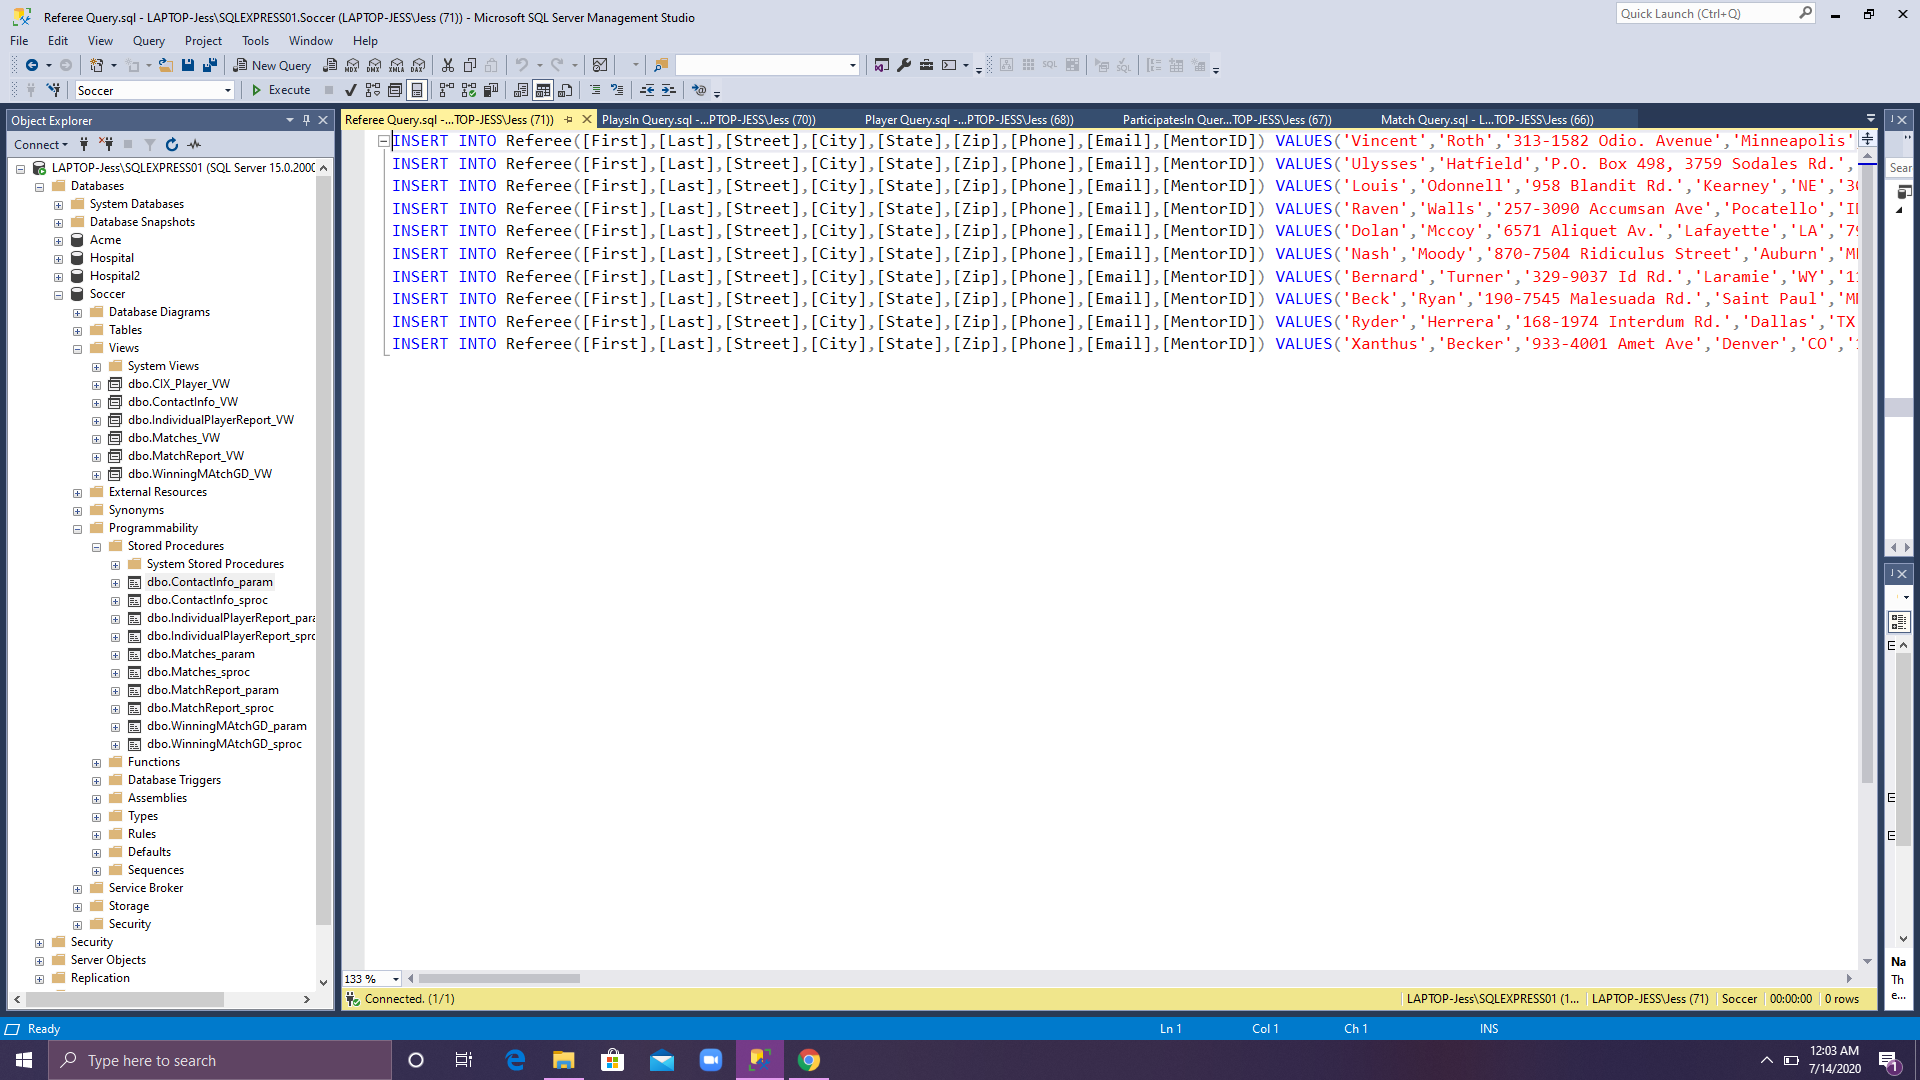 Referee Query.sql - LAPTOP-Jess\SQLEXPRESS01.Soccer (LAPTOP-JESS\Jess (71)) - Microsoft SQL Server Management Studio
Quick Launch (Ctrl+Q)
File Edit View Query Project Tools Window Help
New Query MDX DMX XMLA DAX
Soccer Execute
Object Explorer
Connect
LAPTOP-Jess\SQLEXPRESS01 (SQL Server 15.0.2000
Databases
System Databases
Database Snapshots
Acme
Hospital
Hospital2
Soccer
Database Diagrams
Tables
Views
System Views
dbo.CIX_Player_VW
dbo.ContactInfo_VW
dbo.IndividualPlayerReport_VW
dbo.Matches_VW
dbo.MatchReport_VW
dbo.WinningMAtchGD_VW
External Resources
Synonyms
Programmability
Stored Procedures
System Stored Procedures
dbo.ContactInfo_param
dbo.ContactInfo_sproc
dbo.IndividualPlayerReport_para
dbo.IndividualPlayerReport_spro
dbo.Matches_param
dbo.Matches_sproc
dbo.MatchReport_param
dbo.MatchReport_sproc
dbo.WinningMAtchGD_param
dbo.WinningMAtchGD_sproc
Functions
Database Triggers
Assemblies
Types
Rules
Defaults
Sequences
Service Broker
Storage
Security
Security
Server Objects
Replication
Referee Query.sql -...TOP-JESS\Jess (71)) PlaysIn Query.sql -...PTOP-JESS\Jess (70)) Player Query.sql -...PTOP-JESS\Jess (68)) ParticipatesIn Quer...TOP-JESS\Jess (67)) Match Query.sql - L...TOP-JESS\Jess (66))
INSERT INTO Referee([First],[Last],[Street],[City],[State],[Zip],[Phone],[Email],[MentorID]) VALUES('Vincent','Roth','313-1582 Odio. Avenue','Minneapolis'
INSERT INTO Referee([First],[Last],[Street],[City],[State],[Zip],[Phone],[Email],[MentorID]) VALUES('Ulysses','Hatfield','P.O. Box 498, 3759 Sodales Rd.',
INSERT INTO Referee([First],[Last],[Street],[City],[State],[Zip],[Phone],[Email],[MentorID]) VALUES('Louis','Odonnell','958 Blandit Rd.','Kearney','NE','30
INSERT INTO Referee([First],[Last],[Street],[City],[State],[Zip],[Phone],[Email],[MentorID]) VALUES('Raven','Walls','257-3090 Accumsan Ave','Pocatello','ID
INSERT INTO Referee([First],[Last],[Street],[City],[State],[Zip],[Phone],[Email],[MentorID]) VALUES('Dolan','Mccoy','6571 Aliquet Av.','Lafayette','LA','79
INSERT INTO Referee([First],[Last],[Street],[City],[State],[Zip],[Phone],[Email],[MentorID]) VALUES('Nash','Moody','870-7504 Ridiculus Street','Auburn','M
INSERT INTO Referee([First],[Last],[Street],[City],[State],[Zip],[Phone],[Email],[MentorID]) VALUES('Bernard','Turner','329-9037 Id Rd.','Laramie','WY','11
INSERT INTO Referee([First],[Last],[Street],[City],[State],[Zip],[Phone],[Email],[MentorID]) VALUES('Beck','Ryan','190-7545 Malesuada Rd.','Saint Paul','M
INSERT INTO Referee([First],[Last],[Street],[City],[State],[Zip],[Phone],[Email],[MentorID]) VALUES('Ryder','Herrera','168-1974 Interdum Rd.','Dallas','TX
INSERT INTO Referee([First],[Last],[Street],[City],[State],[Zip],[Phone],[Email],[MentorID]) VALUES('Xanthus','Becker','933-4001 Amet Ave','Denver','CO','
133 %
Connected. (1/1) LAPTOP-Jess\SQLEXPRESS01 (1... LAPTOP-JESS\Jess (71) Soccer 00:00:00 0 rows
Sear
Na
Th
e...
Ready Ln 1 Col 1 Ch 1 INS
Type here to search
12:03 AM
7/14/2020
1